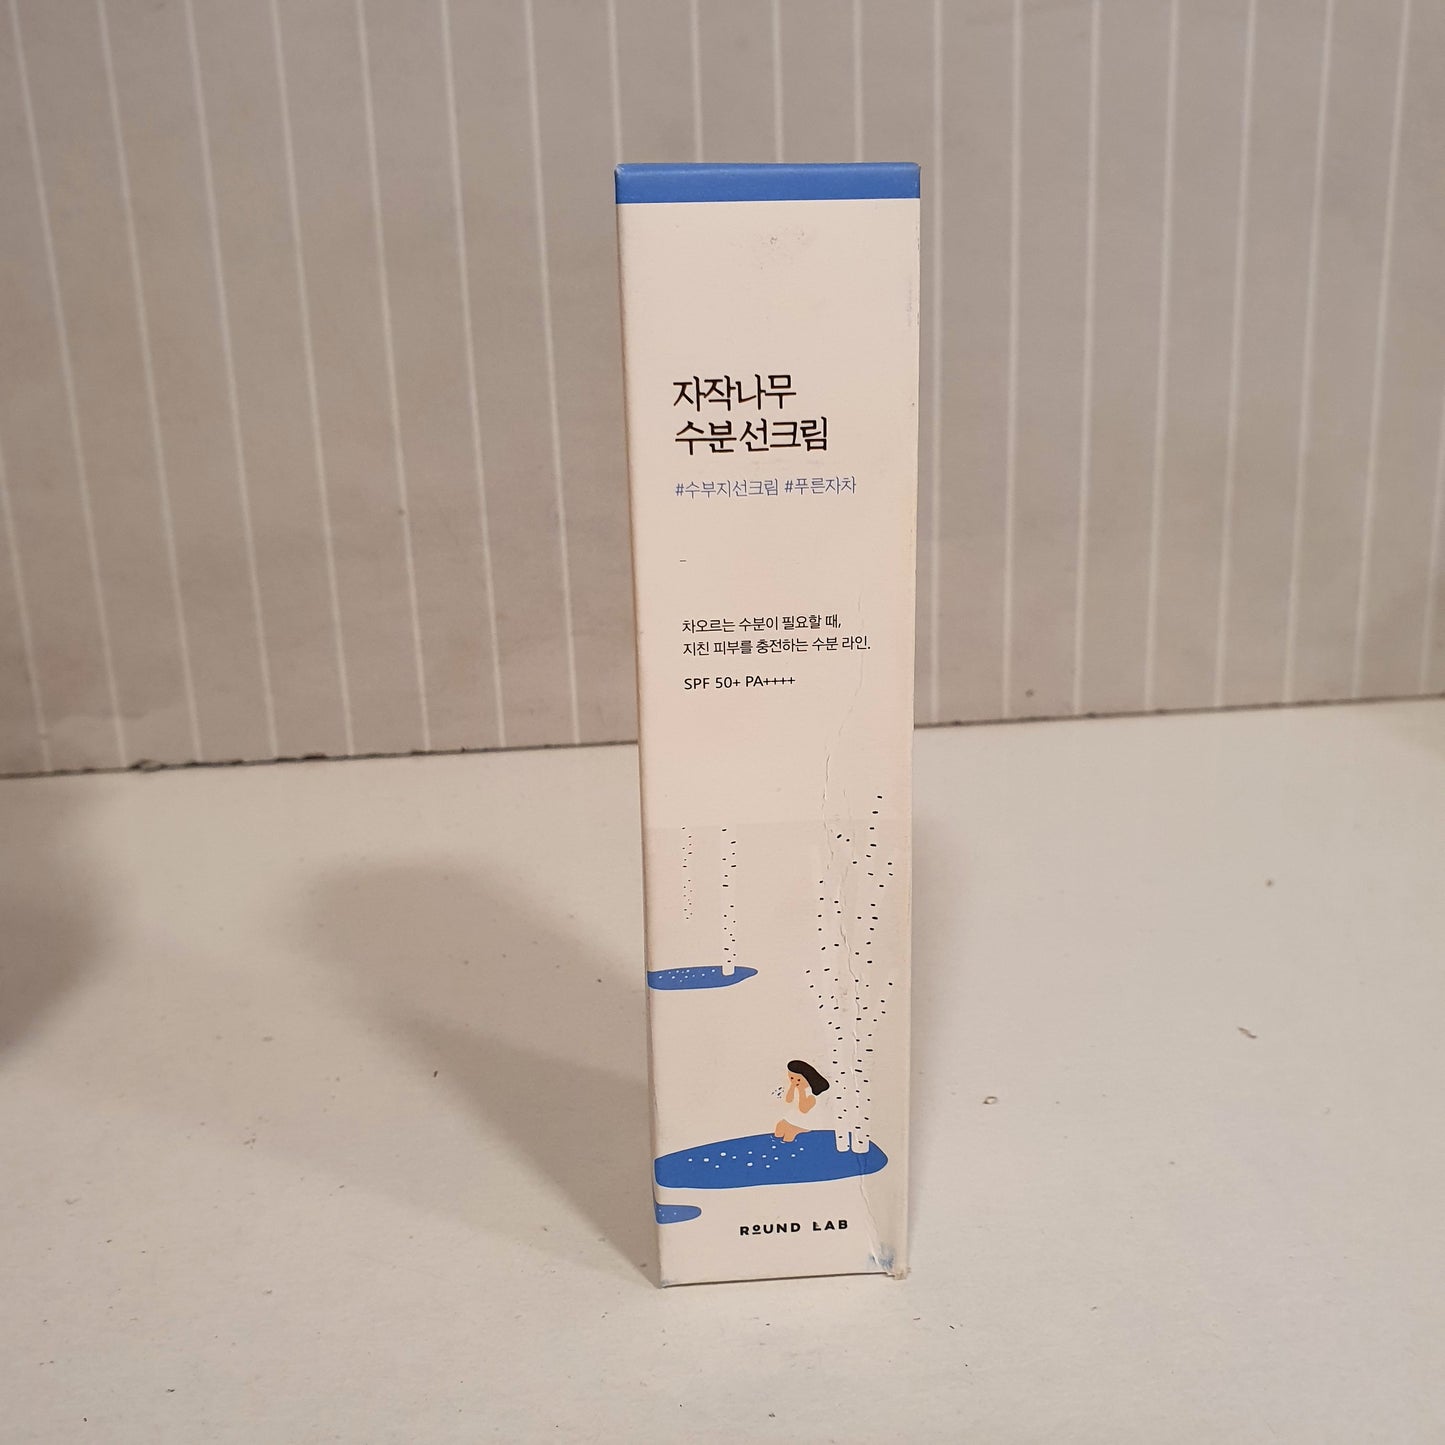 자작나무
수분 선크림
#수부지선크림 #푸른자차
차오르는 수분이 필요할 때,
지친 피부를 충전하는 수분 라인.
SPF 50+ PA++++
ROUND LAB